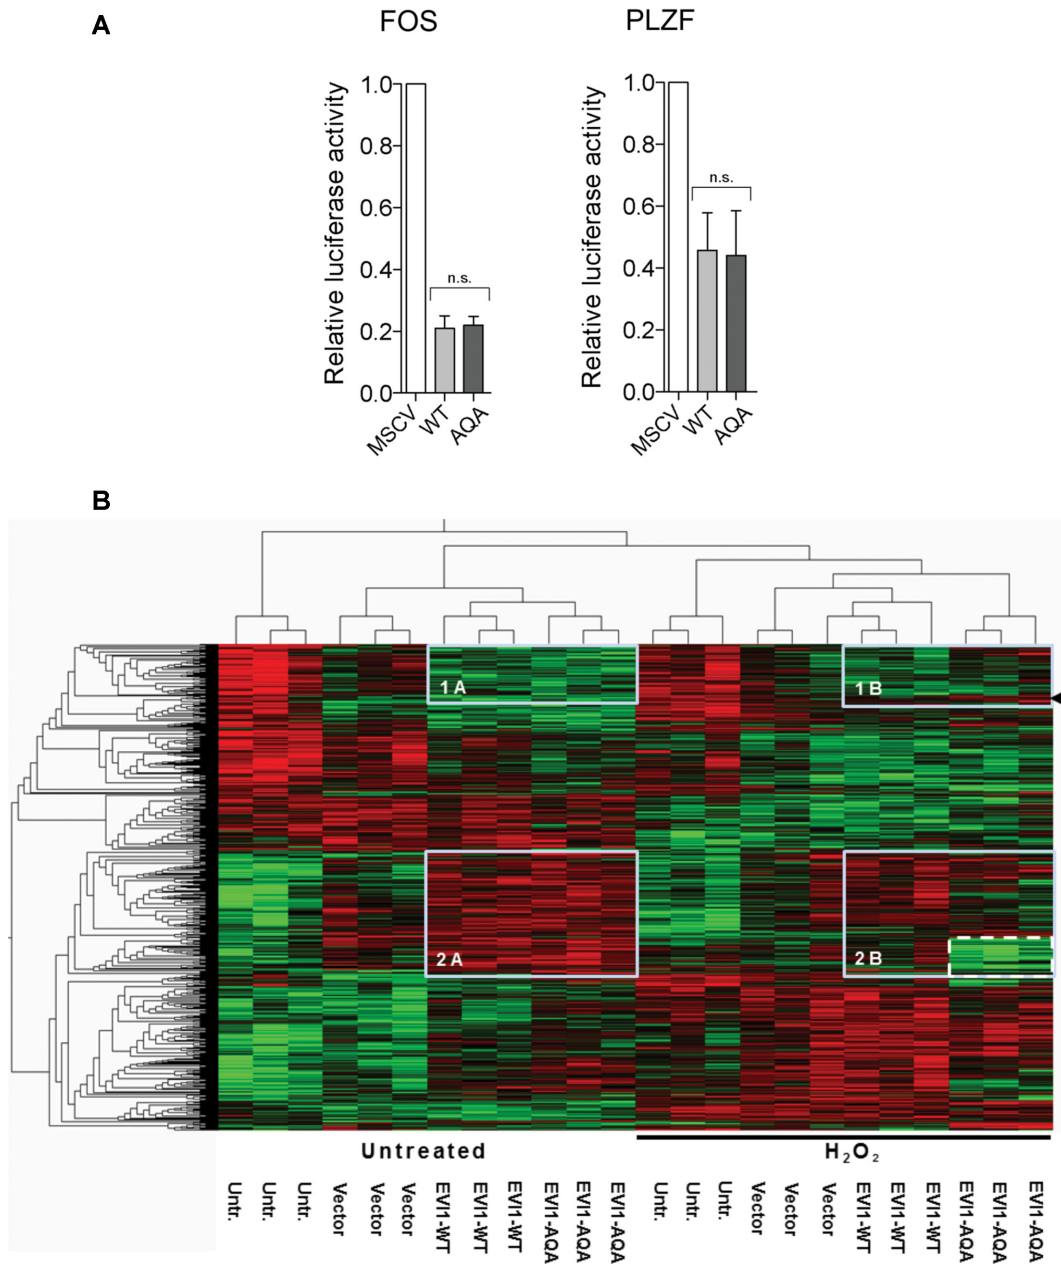 A
FOS
PLZF
Relative luciferase activity
1.0
0.8
0.6
0.4
0.2
0.0
n.s.
MSCV
WT
AQA
Relative luciferase activity
1.0
0.8
0.6
0.4
0.2
0.0
n.s.
MSCV
WT
AQA
B
1 A
1 B
2 A
2 B
Untreated
H₂O₂
Untr.
Untr.
Untr.
Vector
Vector
Vector
EVI1-WT
EVI1-WT
EVI1-WT
EVI1-AQA
EVI1-AQA
EVI1-AQA
Untr.
Untr.
Untr.
Vector
Vector
Vector
EVI1-WT
EVI1-WT
EVI1-WT
EVI1-AQA
EVI1-AQA
EVI1-AQA